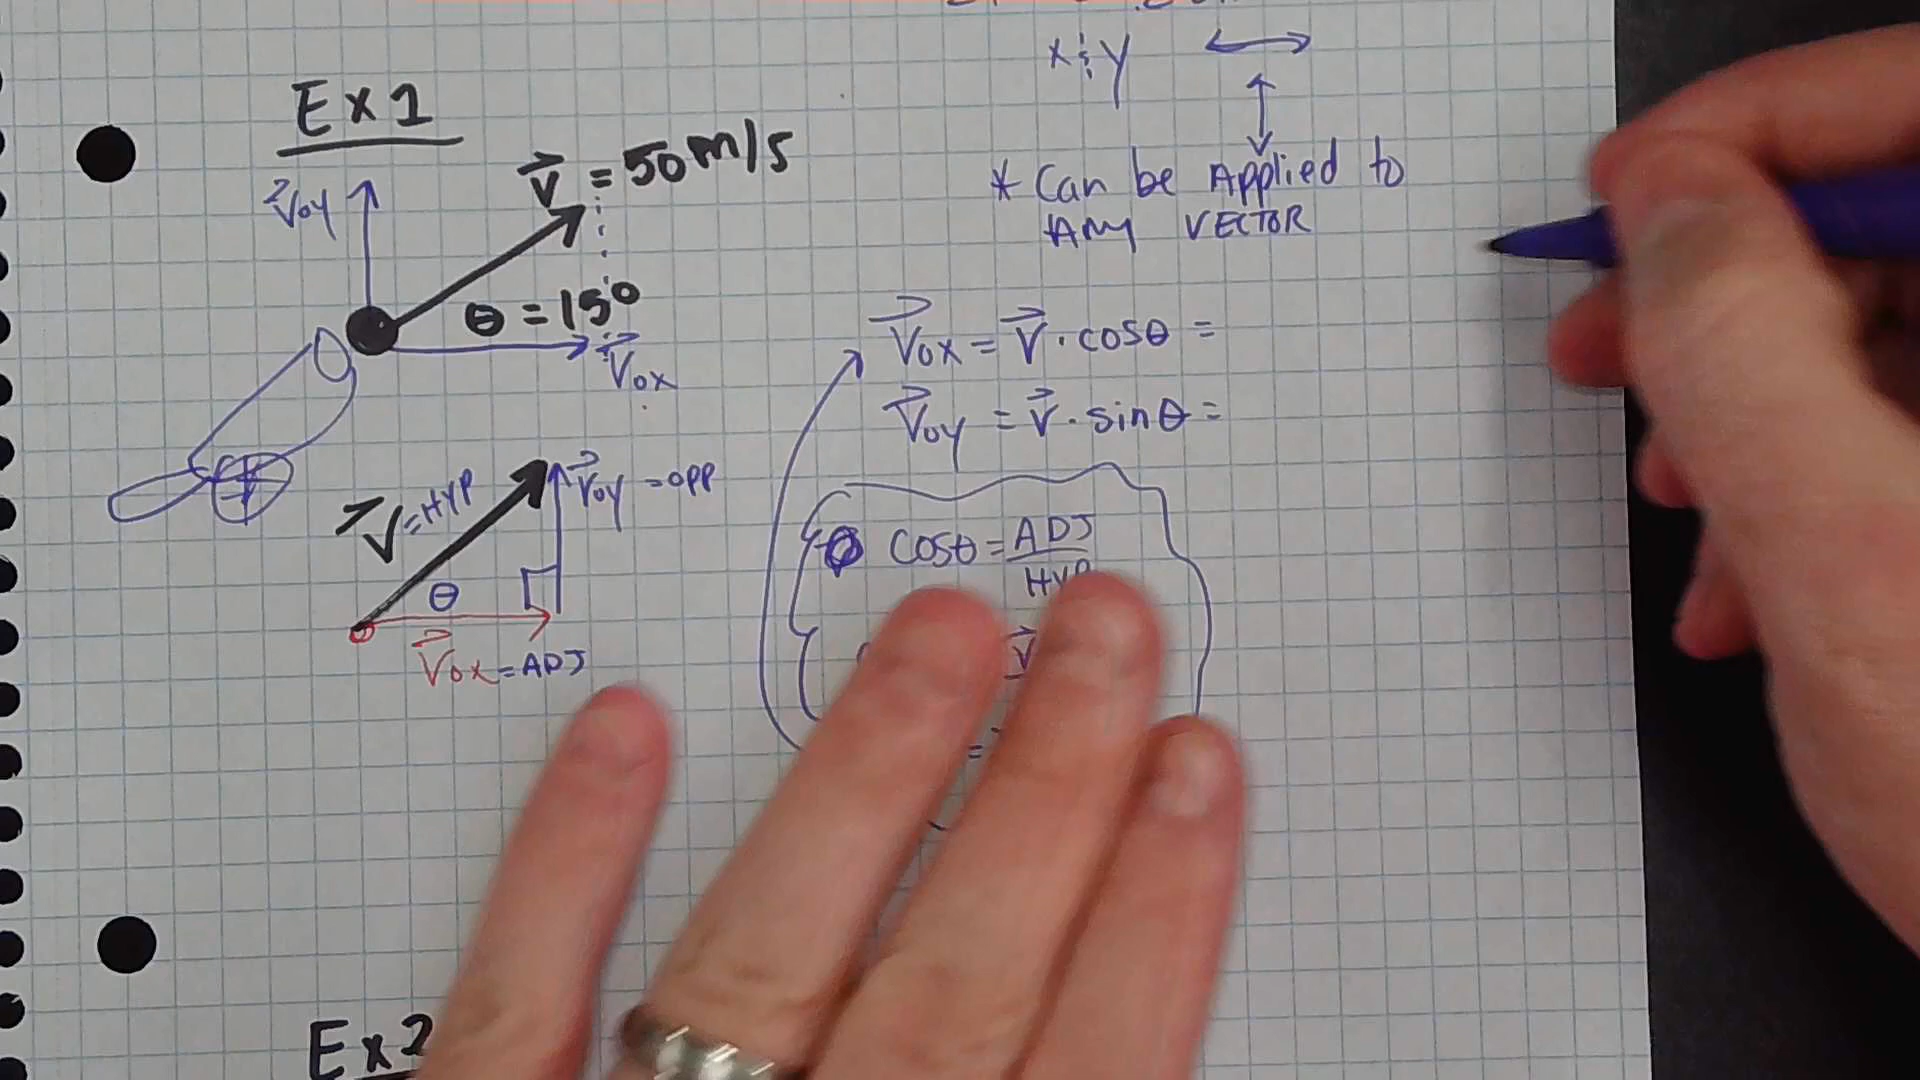 x & y
* Can be Applied to
Any VECTOR
Ex 1
V = 50 m/s
Voy
θ = 15°
Vox
Vox = V · cosθ =
Voy = V · sinθ =
V = HYP
Voy = OPP
θ
Vox = ADJ
cosθ = ADJ
HYP
V
=
Ex 2